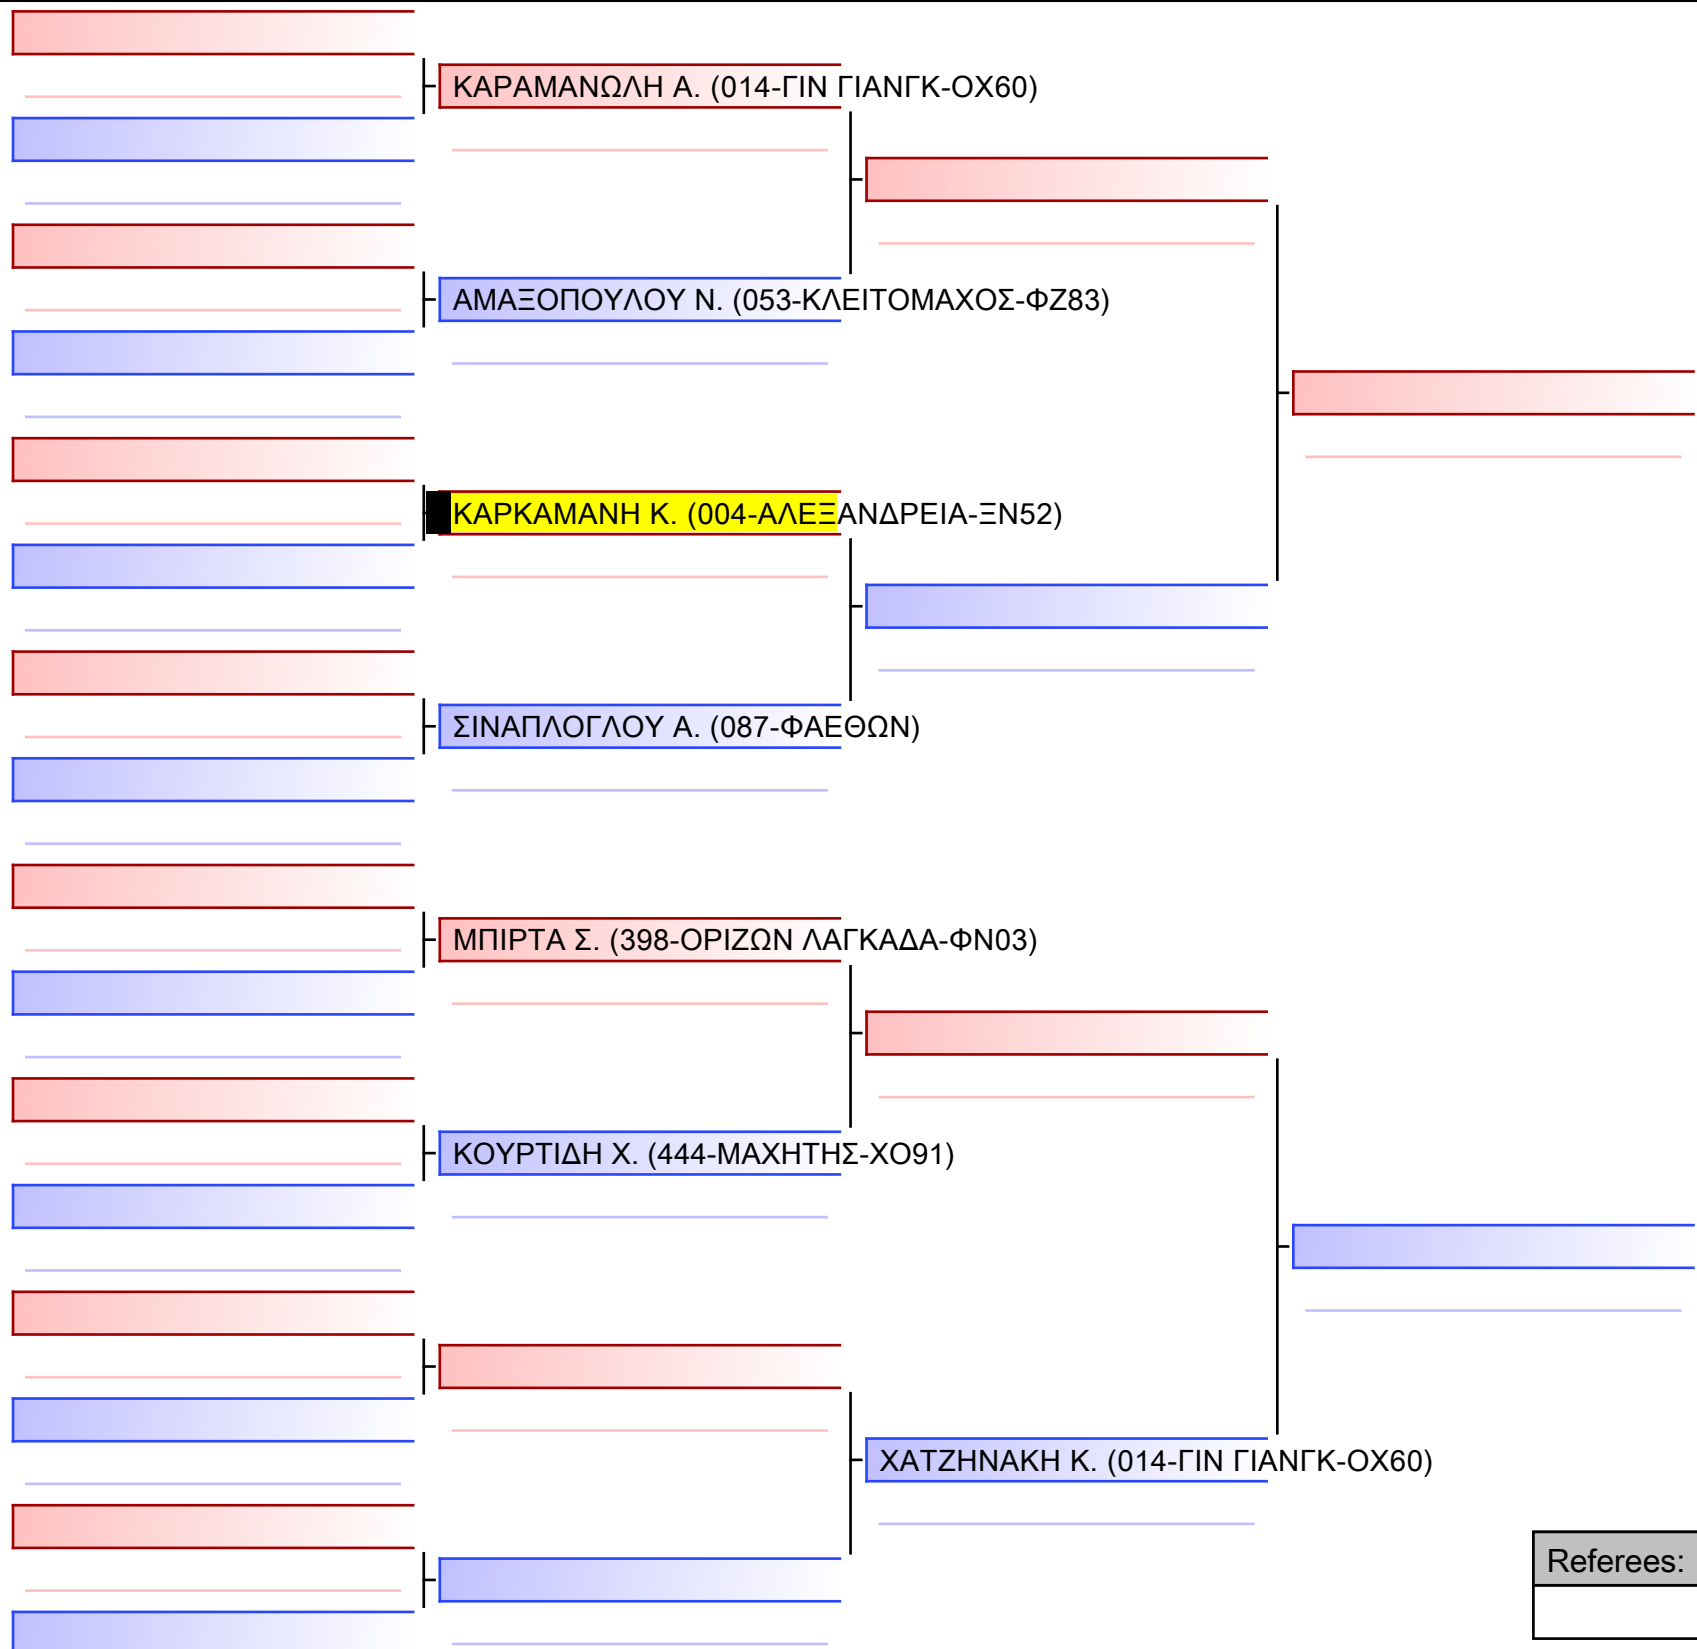 ΚΑΡΑΜΑΝΩΛΗ Α. (014-ΓΙΝ ΓΙΑΝΓΚ-ΟΧ60)
ΑΜΑΞΟΠΟΥΛΟΥ Ν. (053-ΚΛΕΙΤΟΜΑΧΟΣ-ΦΖ83)
ΚΑΡΚΑΜΑΝΗ Κ. (004-ΑΛΕΞΑΝΔΡΕΙΑ-ΞΝ52)
ΣΙΝΑΠΛΟΓΛΟΥ Α. (087-ΦΑΕΘΩΝ)
ΜΠΙΡΤΑ Σ. (398-ΟΡΙΖΩΝ ΛΑΓΚΑΔΑ-ΦΝ03)
ΚΟΥΡΤΙΔΗ Χ. (444-ΜΑΧΗΤΗΣ-ΧΟ91)
ΧΑΤΖΗΝΑΚΗ Κ. (014-ΓΙΝ ΓΙΑΝΓΚ-ΟΧ60)
Referees: